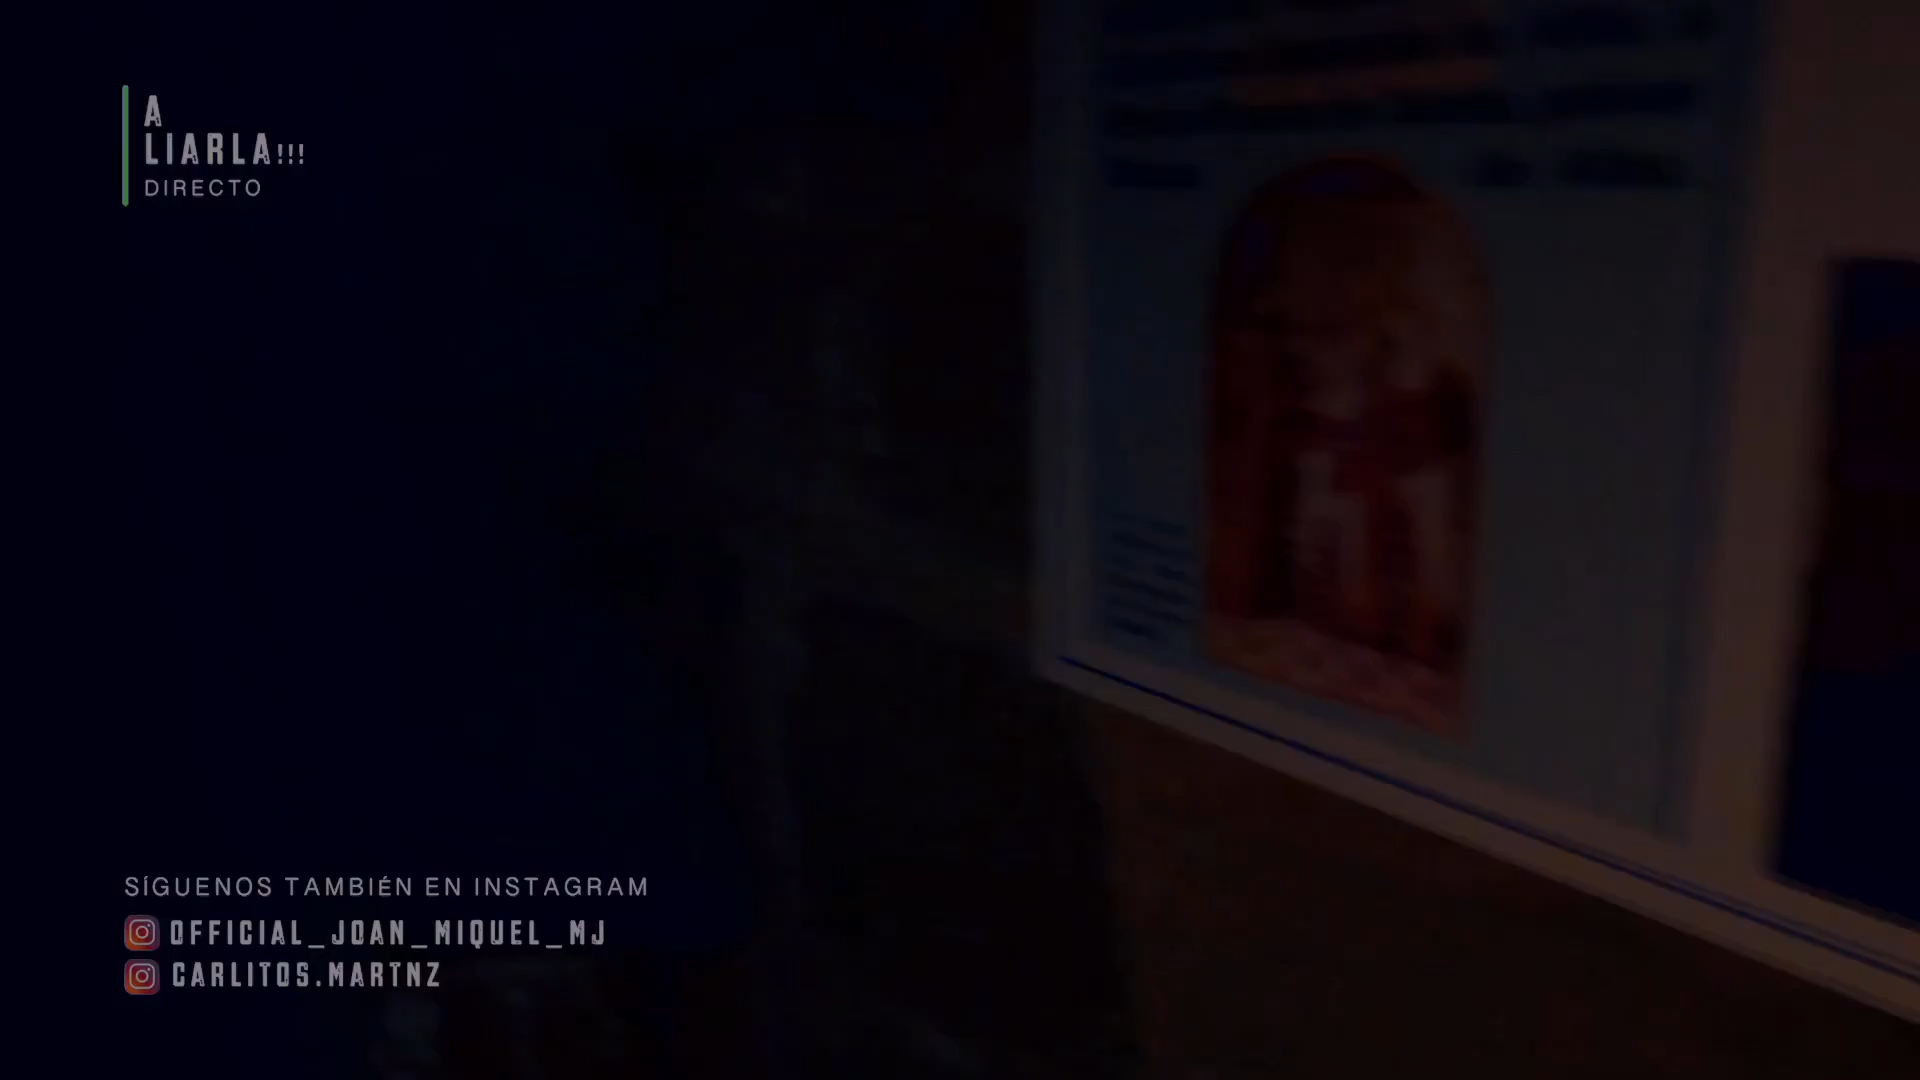 A
LIARLA!!!
DIRECTO
SÍGUENOS TAMBIÉN EN INSTAGRAM
OFFICIAL_JOAN_MIQUEL_MJ
CARLITOS.MARTNZ